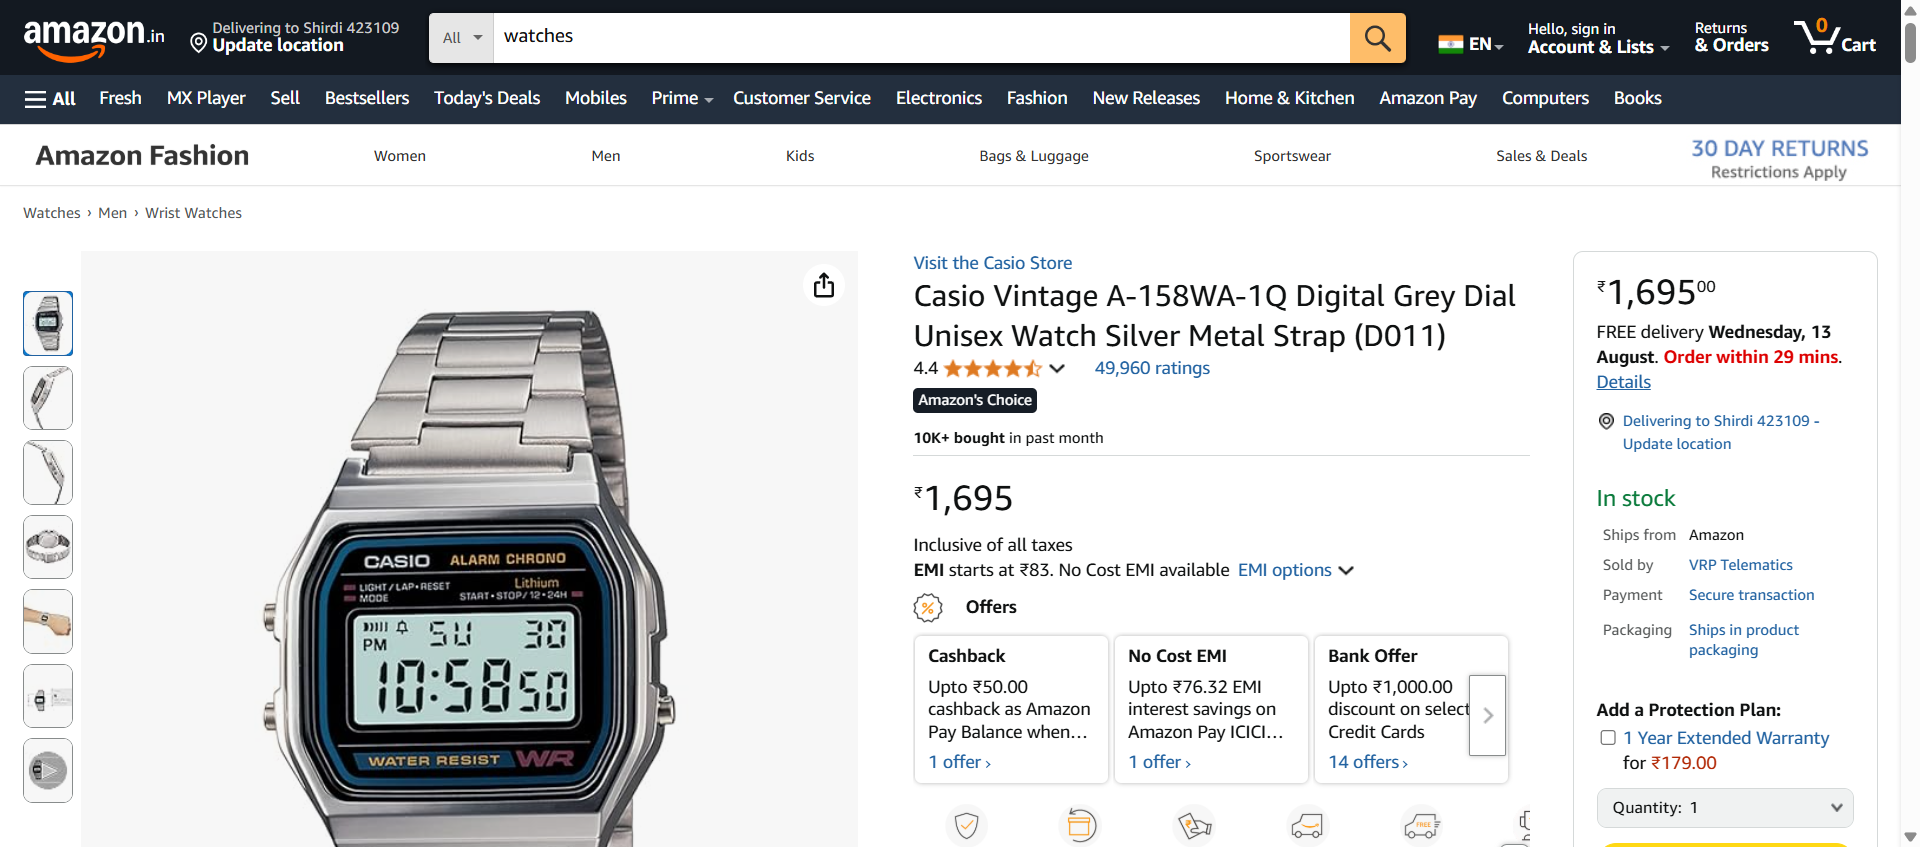 amazon.in
Delivering to Shirdi 423109
Update location
All
watches
EN
Hello, sign in
Account & Lists
Returns
& Orders
0
Cart
All
Fresh
MX Player
Sell
Bestsellers
Today's Deals
Mobiles
Prime
Customer Service
Electronics
Fashion
New Releases
Home & Kitchen
Amazon Pay
Computers
Books
Amazon Fashion
Women
Men
Kids
Bags & Luggage
Sportswear
Sales & Deals
30 DAY RETURNS
Restrictions Apply
Watches › Men › Wrist Watches
CASIO ALARM CHRONO
LIGHT/LAP•RESET
MODE
Lithium
START•STOP/12•24H
PM
SU 30
10:58 50
WATER RESIST WR
Visit the Casio Store
Casio Vintage A-158WA-1Q Digital Grey Dial
Unisex Watch Silver Metal Strap (D011)
4.4
49,960 ratings
Amazon's Choice
10K+ bought in past month
₹1,695
Inclusive of all taxes
EMI starts at ₹83. No Cost EMI available EMI options
%
Offers
Cashback
Upto ₹50.00
cashback as Amazon
Pay Balance when…
1 offer ›
No Cost EMI
Upto ₹76.32 EMI
interest savings on
Amazon Pay ICICI…
1 offer ›
Bank Offer
Upto ₹1,000.00
discount on select
Credit Cards
14 offers ›
₹
FREE
₹1,69500
FREE delivery Wednesday, 13
August. Order within 29 mins.
Details
Delivering to Shirdi 423109 -
Update location
In stock
Ships from Amazon
Sold by VRP Telematics
Payment Secure transaction
Packaging Ships in product
packaging
Add a Protection Plan:
1 Year Extended Warranty
for ₹179.00
Quantity: 1